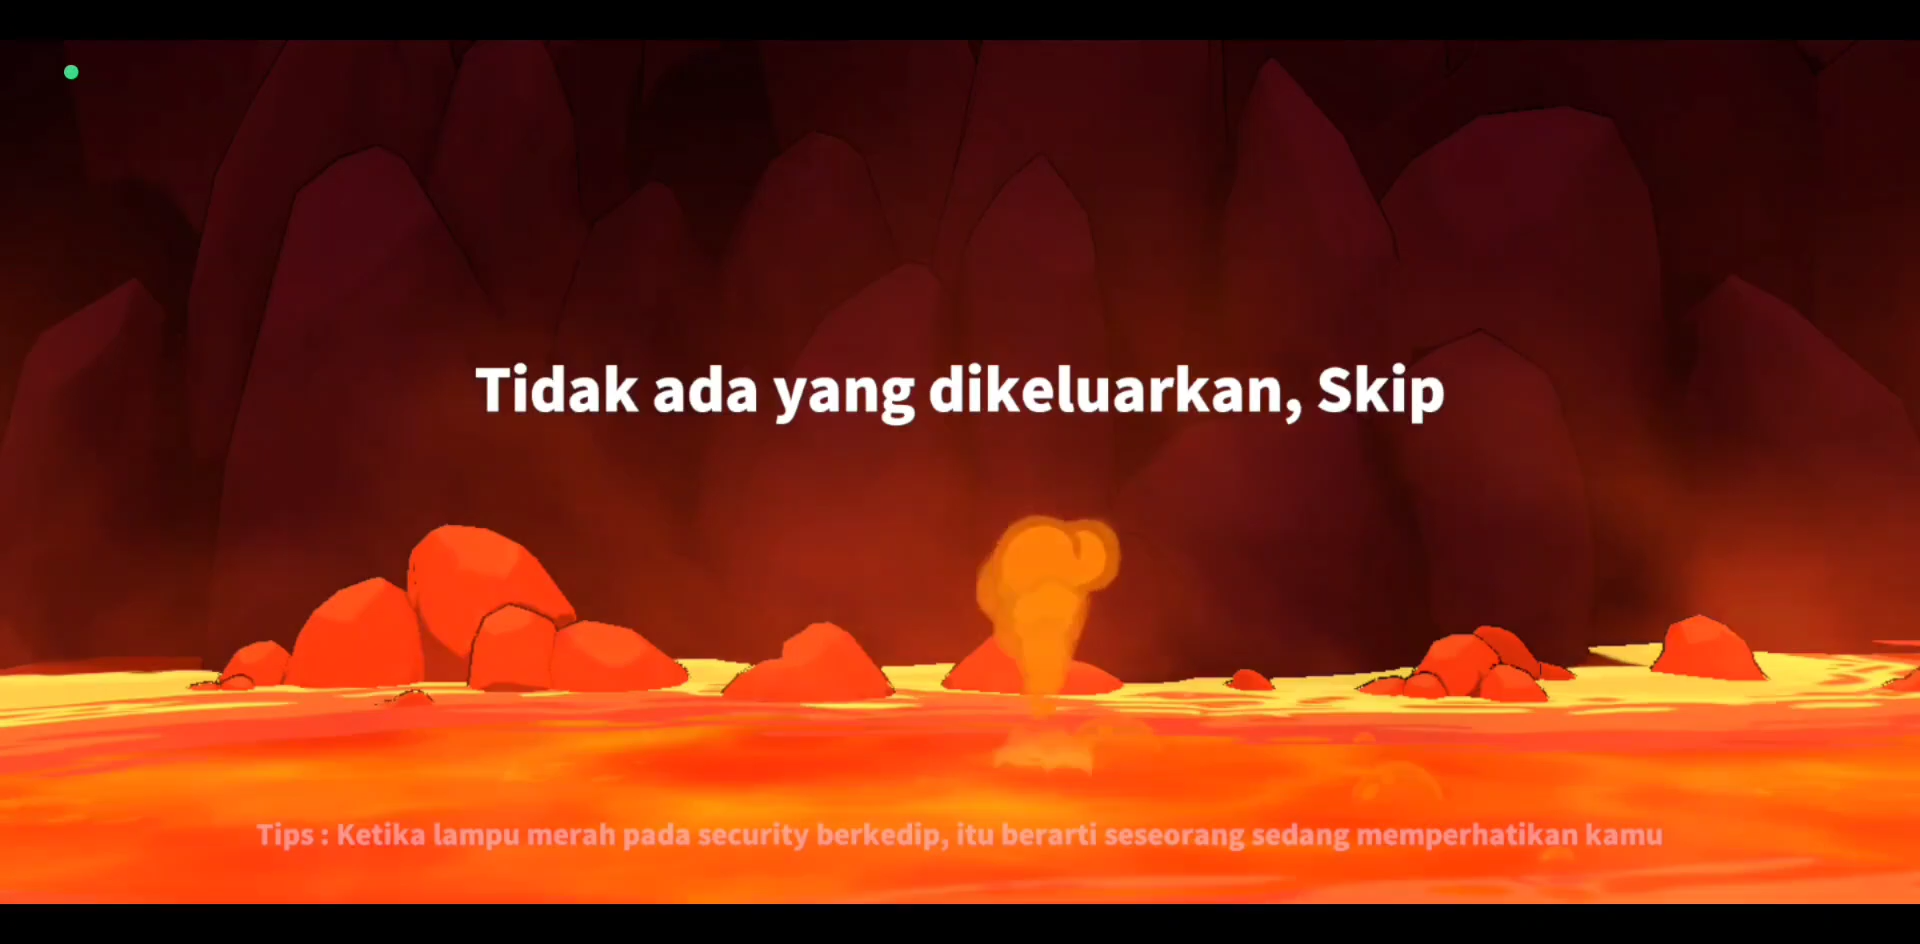 Tidak ada yang dikeluarkan, Skip
Tips : Ketika lampu merah pada security berkedip, itu berarti seseorang sedang memperhatikan kamu